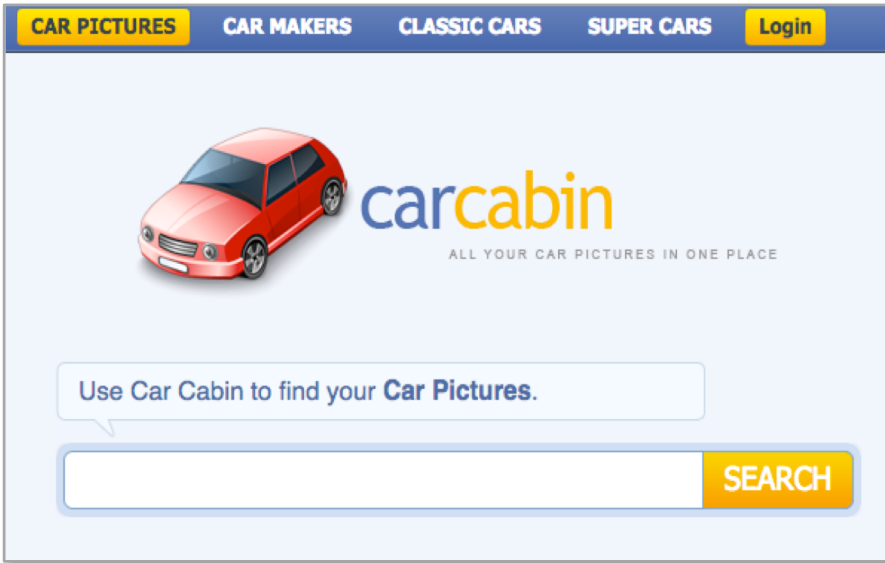 CAR PICTURES CAR MAKERS CLASSIC CARS SUPER CARS Login
carcabin
ALL YOUR CAR PICTURES IN ONE PLACE
Use Car Cabin to find your Car Pictures.
SEARCH